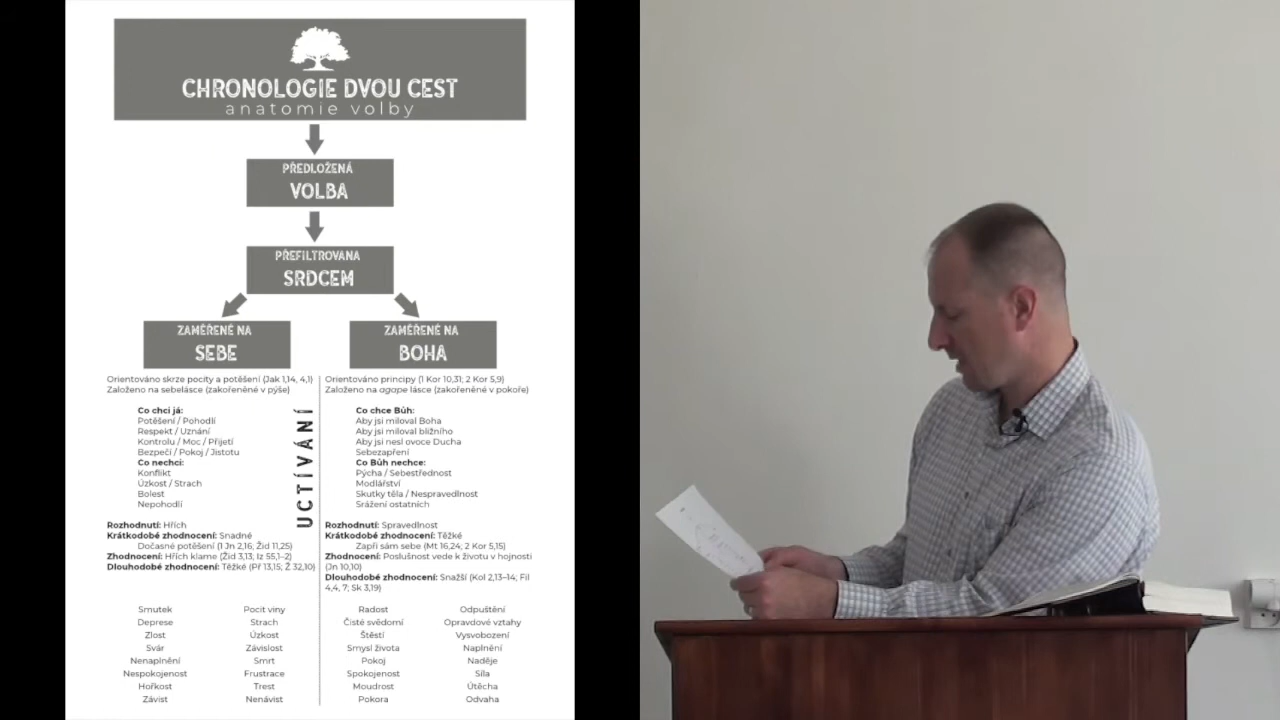 CHRONOLOGIE DVOU CEST
anatomie volby
PŘEDLOŽENÁ
VOLBA
PŘEFILTROVANA
SRDCEM
ZAMĚŘENÉ NA
SEBE
Orientováno skrze pocity a potěšení (Jak 1,14, 4,1)
Založeno na sebelásce (zakořeněné v pýše)
Co chci já:
Potěšení / Pohodlí
Respekt / Uznání
Kontrolu / Moc / Přijetí
Bezpečí / Pokoj / Jistotu
Co nechci:
Konflikt
Úzkost / Strach
Bolest
Nepohodlí
Rozhodnutí: Hřích
Krátkodobé zhodnocení: Snadné
Dočasné potěšení (1 Jn 2,16; Žid 11,25)
Zhodnocení: Hřích klame (Žid 3,13; Iz 55,1–2)
Dlouhodobé zhodnocení: Těžké (Př 13,15; Ž 32,10)
Smutek Pocit viny
Deprese Strach
Zlost Úzkost
Svár Závislost
Nenaplnění Smrt
Nespokojenost Frustrace
Hořkost Trest
Závist Nenávist
UCTÍVÁNÍ
ZAMĚŘENÉ NA
BOHA
Orientováno principy (1 Kor 10,31; 2 Kor 5,9)
Založeno na agape lásce (zakořeněné v pokoře)
Co chce Bůh:
Aby jsi miloval Boha
Aby jsi miloval bližního
Aby jsi nesl ovoce Ducha
Sebezapření
Co Bůh nechce:
Pýcha / Sebestřednost
Modlářství
Skutky těla / Nespravedlnost
Srážení ostatních
Rozhodnutí: Spravedlnost
Krátkodobé zhodnocení: Těžké
Zapři sám sebe (Mt 16,24; 2 Kor 5,15)
Zhodnocení: Poslušnost vede k životu v hojnosti
(Jn 10,10)
Dlouhodobé zhodnocení: Snažší (Kol 2,13–14; Fil
4,4, 7; Sk 3,19)
Radost Odpuštění
Čisté svědomí Opravdové vztahy
Štěstí Vysvobození
Smysl života Naplnění
Pokoj Naděje
Spokojenost Síla
Moudrost Útěcha
Pokora Odvaha